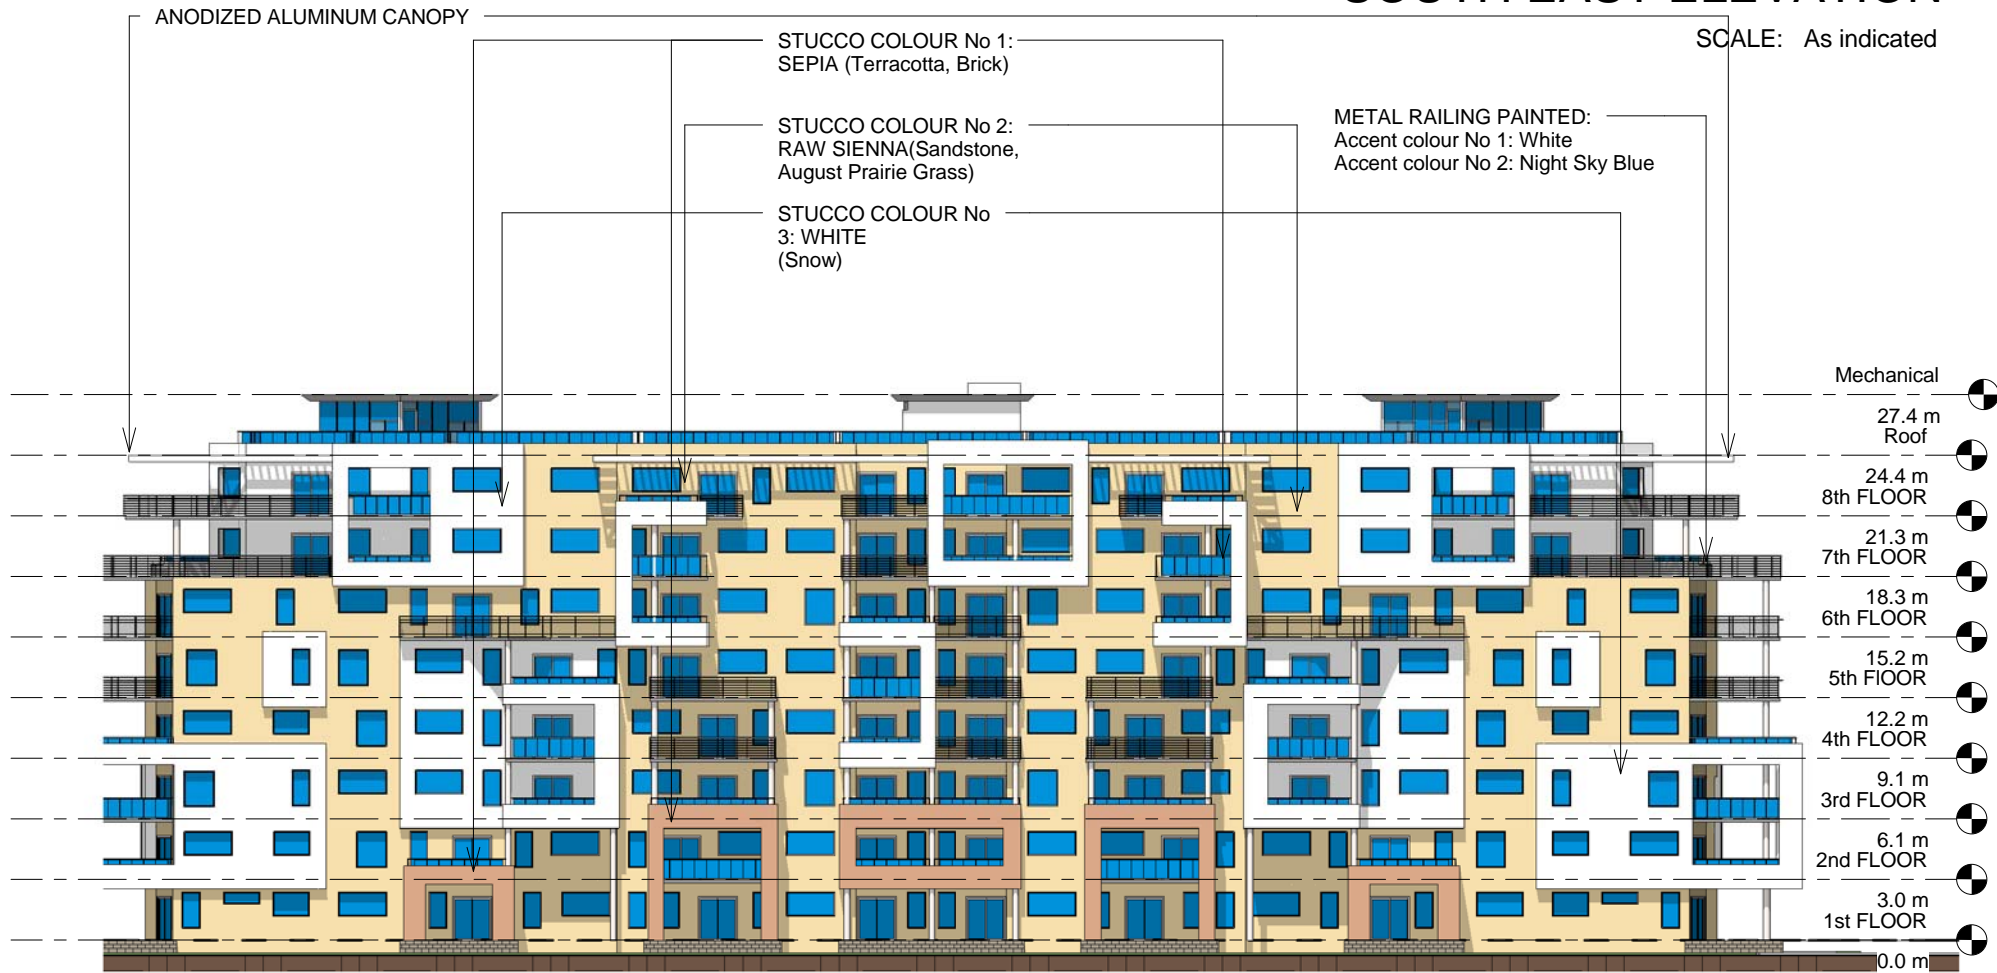 SOUTH EAST ELEVATION
SCALE: As indicated
ANODIZED ALUMINUM CANOPY
STUCCO COLOUR No 1:
SEPIA (Terracotta, Brick)
STUCCO COLOUR No 2:
RAW SIENNA(Sandstone,
August Prairie Grass)
STUCCO COLOUR No
3: WHITE
(Snow)
METAL RAILING PAINTED:
Accent colour No 1: White
Accent colour No 2: Night Sky Blue
Mechanical
27.4 m
Roof
24.4 m
8th FLOOR
21.3 m
7th FLOOR
18.3 m
6th FLOOR
15.2 m
5th FlOOR
12.2 m
4th FLOOR
9.1 m
3rd FLOOR
6.1 m
2nd FLOOR
3.0 m
1st FLOOR
0.0 m